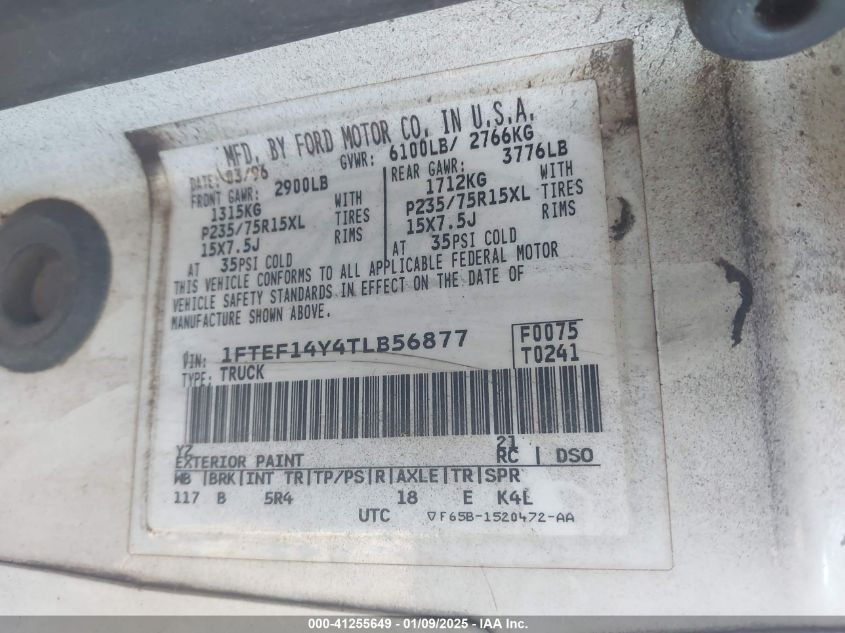 MFD. BY FORD MOTOR CO. IN U.S.A.
DATE: 03/96 GVWR: 6100LB/ 2766KG
FRONT GAWR: 2900LB REAR GAWR: 3776LB
1315KG WITH 1712KG WITH
P235/75R15XL TIRES P235/75R15XL TIRES
15X7.5J RIMS 15X7.5J RIMS
AT 35PSI COLD AT 35PSI COLD
THIS VEHICLE CONFORMS TO ALL APPLICABLE FEDERAL MOTOR
VEHICLE SAFETY STANDARDS IN EFFECT ON THE DATE OF
MANUFACTURE SHOWN ABOVE.
VIN: 1FTEF14Y4TLB56877 F0075
TYPE: TRUCK T0241
YZ 21
EXTERIOR PAINT RC | DSO
WB |BRK|INT TR|TP/PS|R|AXLE|TR|SPR
117 B 5R4 18 E K4L
UTC ▽F65B-1520472-AA
000-41255649 - 01/09/2025 - IAA Inc.